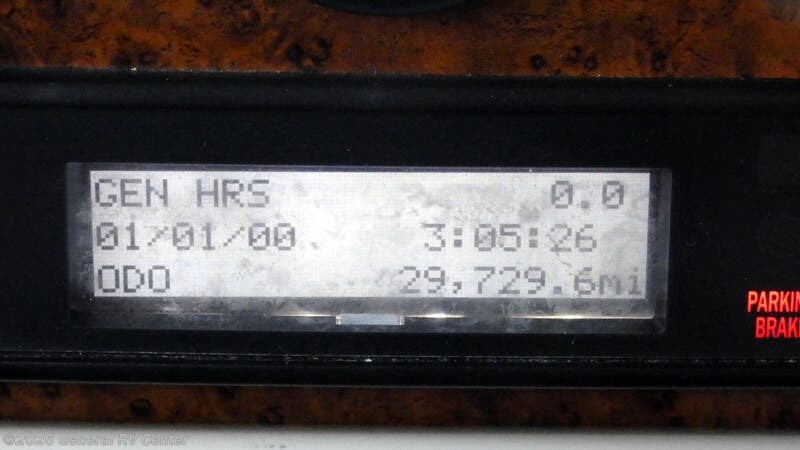 GEN HRS 0.0
01/01/00 3:05:26
ODO 29,729.6mi
PARKIN
BRAKE
©2026 General RV Center